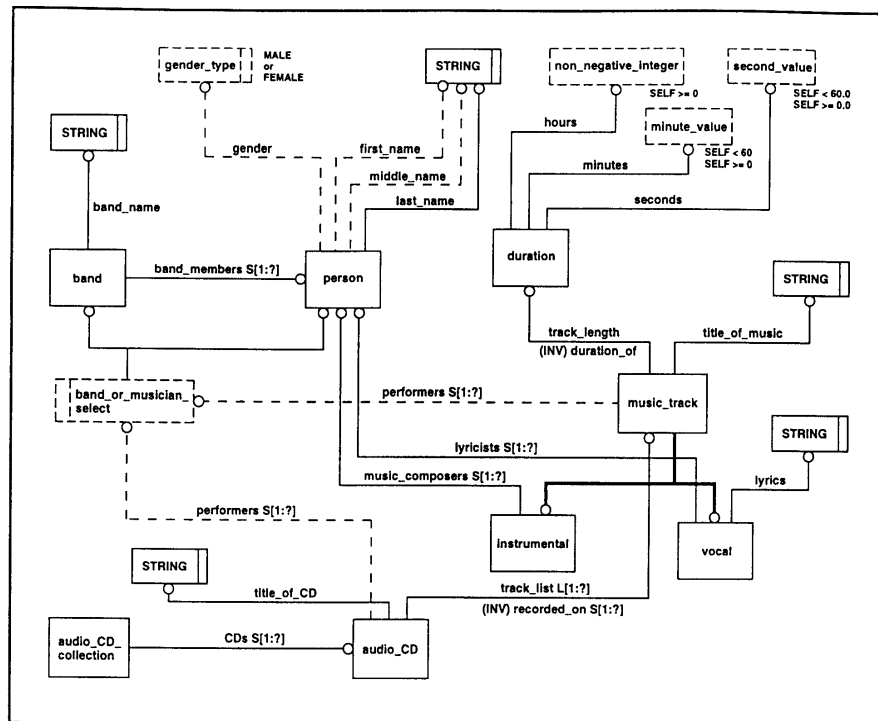 gender_type
MALE
or
FEMALE
STRING
non_negative_integer
SELF >= 0
second_value
SELF < 60.0
SELF >= 0.0
minute_value
SELF < 60
SELF >= 0
STRING
hours
gender
first_name
minutes
middle_name
seconds
last_name
band_name
band
band_members S[1:?]
person
duration
STRING
track_length
(INV) duration_of
title_of_music
band_or_musician_
select
performers S[1:?]
music_track
STRING
lyricists S[1:?]
music_composers S[1:?]
lyrics
performers S[1:?]
instrumental
vocal
STRING
title_of_CD
track_list L[1:?]
(INV) recorded_on S[1:?]
audio_CD_
collection
CDs S[1:?]
audio_CD